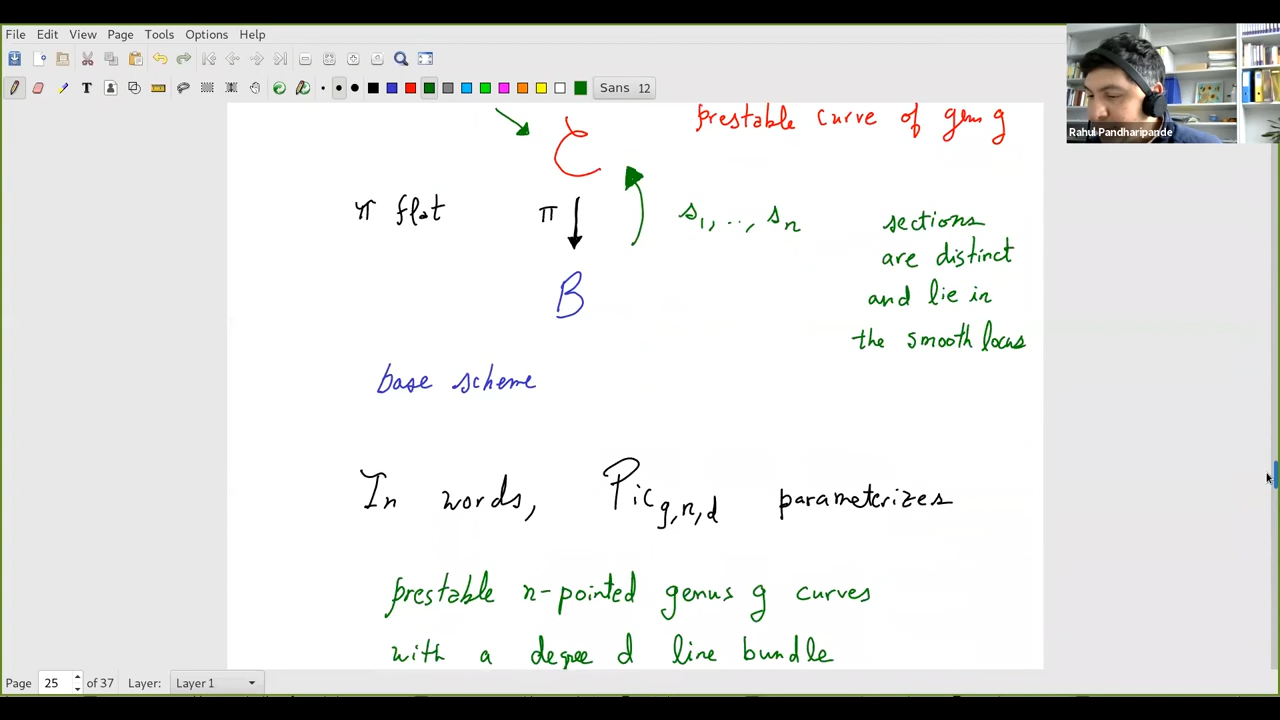 File Edit View Page Tools Options Help
T
Sans 12
Rahul Pandharipande
prestable curve of genus g
C
π flat
π
s1, .., sn
sections
are distinct
and lie in
the smooth locus
B
base scheme
In words, Pic g,n,d parameterizes
prestable n-pointed genus g curves
with a degree d line bundle
Page 25 of 37 Layer: Layer 1